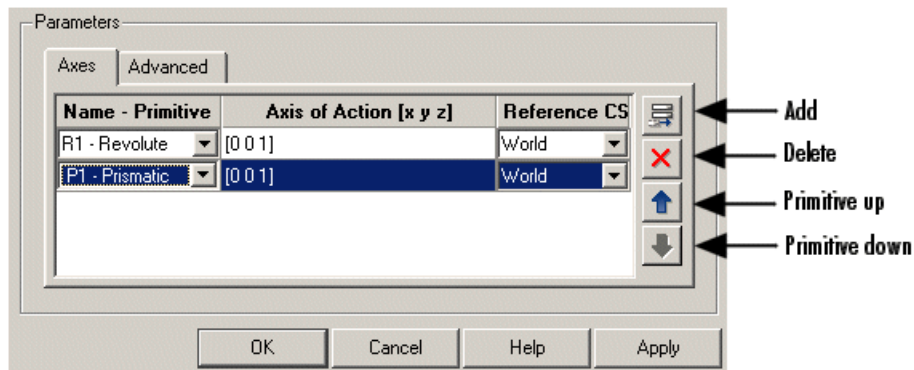 Parameters
Axes Advanced
Name - Primitive Axis of Action [x y z] Reference CS
R1 - Revolute [0 0 1] World
P1 - Prismatic [0 0 1] World
Add
Delete
Primitive up
Primitive down
OK Cancel Help Apply